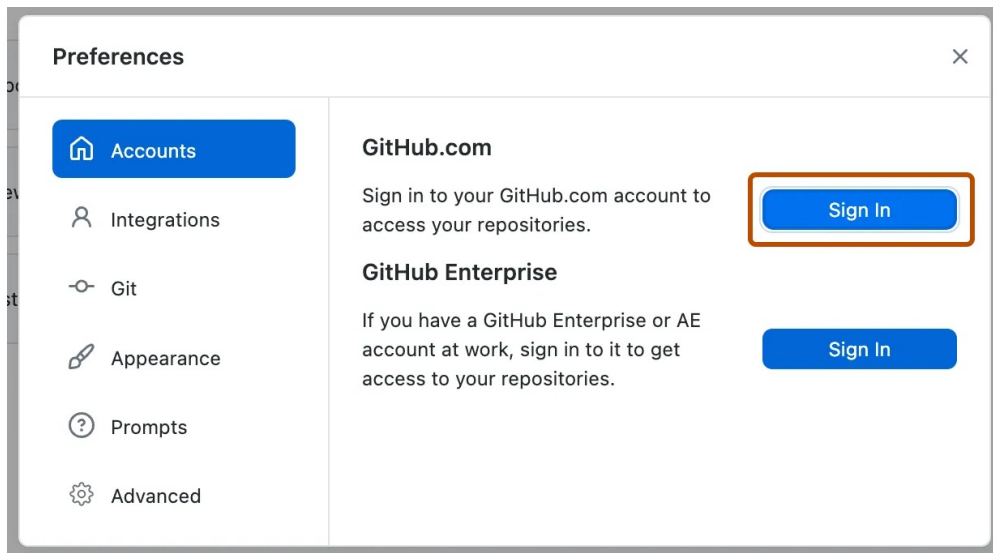 Preferences
Accounts
Integrations
Git
Appearance
Prompts
Advanced
GitHub.com
Sign in to your GitHub.com account to
access your repositories.
Sign In
GitHub Enterprise
If you have a GitHub Enterprise or AE
account at work, sign in to it to get
access to your repositories.
Sign In